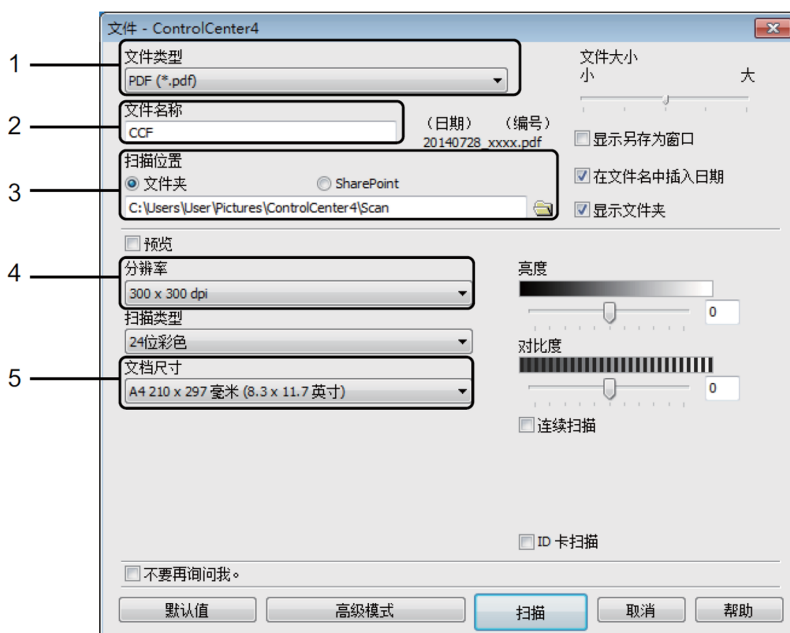 文件 - ControlCenter4
1
文件类型
PDF (*.pdf)
文件大小
小 大
2
文件名称
CCF
（日期） （编号）
20140728_xxxx.pdf
显示另存为窗口
3
扫描位置
文件夹 SharePoint
C:\Users\User\Pictures\ControlCenter4\Scan
在文件名中插入日期
显示文件夹
预览
4
分辨率
300 x 300 dpi
扫描类型
24位彩色
5
文档尺寸
A4 210 x 297 毫米 (8.3 x 11.7 英寸)
亮度
0
对比度
0
连续扫描
ID 卡扫描
不要再询问我。
默认值 高级模式 扫描 取消 帮助